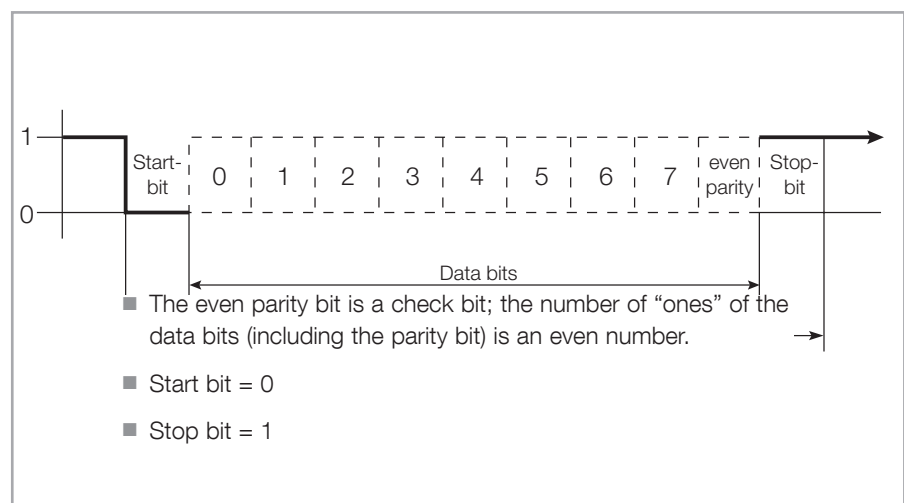 1
Start-
bit
0
1
2
3
4
5
6
7
even
parity
Stop-
bit
0
Data bits
■ The even parity bit is a check bit; the number of “ones” of the
data bits (including the parity bit) is an even number.
■ Start bit = 0
■ Stop bit = 1